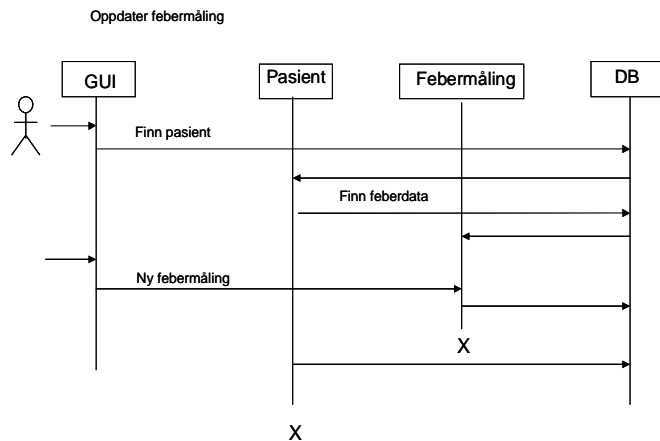 Oppdater febermåling
GUI
Pasient
Febermåling
DB
Finn pasient
Finn feberdata
Ny febermåling
X
X